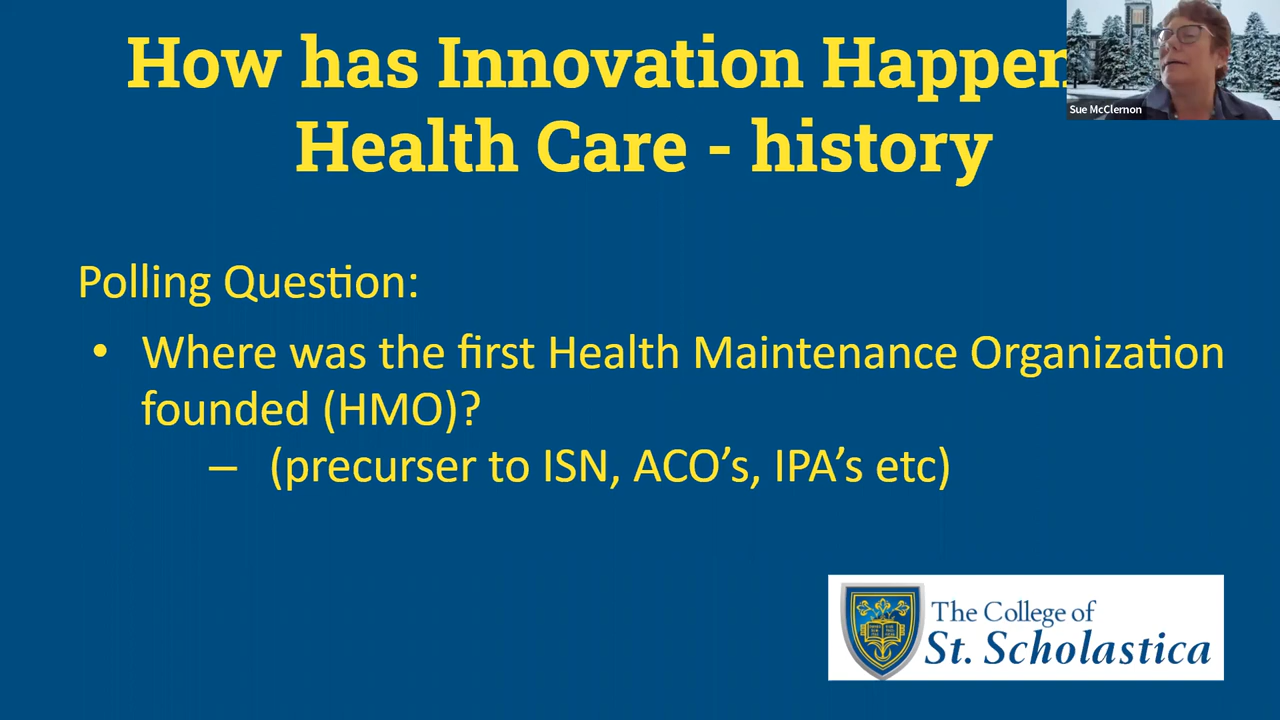 How has Innovation Happen
Health Care - history
Sue McClernon
Polling Question:
• Where was the first Health Maintenance Organization
founded (HMO)?
– (precurser to ISN, ACO’s, IPA’s etc)
The College of
St. Scholastica